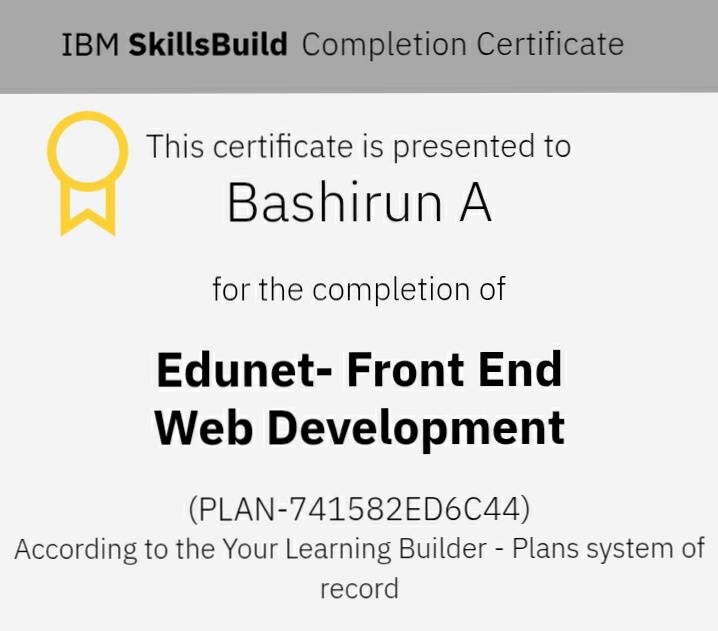 IBM SkillsBuild Completion Certificate
This certificate is presented to
Bashirun A
for the completion of
Edunet- Front End
Web Development
(PLAN-741582ED6C44)
According to the Your Learning Builder - Plans system of
record